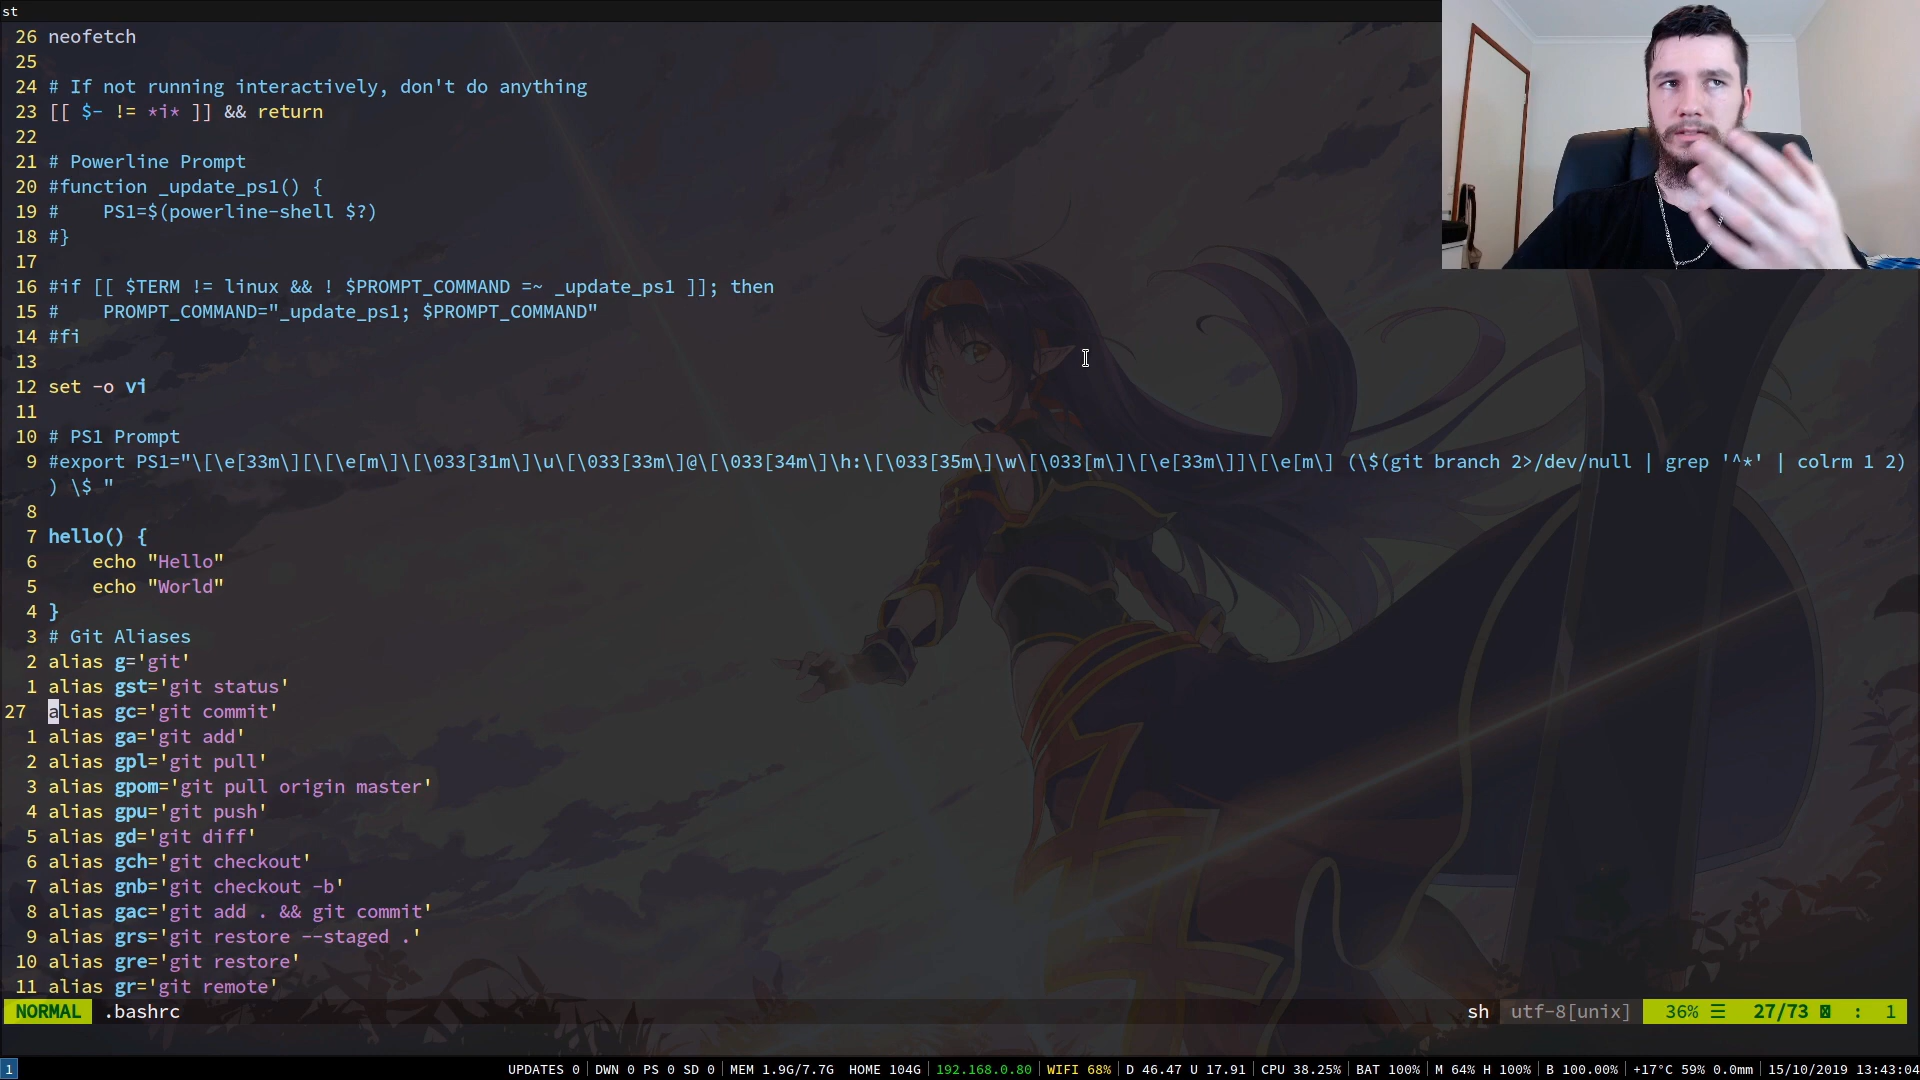 st
26 neofetch
25
24 # If not running interactively, don't do anything
23 [[ $- != *i* ]] && return
22
21 # Powerline Prompt
20 #function _update_ps1() {
19 #    PS1=$(powerline-shell $?)
18 #}
17
16 #if [[ $TERM != linux && ! $PROMPT_COMMAND =~ _update_ps1 ]]; then
15 #    PROMPT_COMMAND="_update_ps1; $PROMPT_COMMAND"
14 #fi
13
12 set -o vi
11
10 # PS1 Prompt
9 #export PS1="\[\e[33m\][\[\e[m\]\[\033[31m\]\u\[\033[33m\]@\[\033[34m\]\h:\[\033[35m\]\w\[\033[m\]\[\e[33m\]]\[\e[m\] (\$(git branch 2>/dev/null | grep '^*' | colrm 1 2)
) \$ "
8
7 hello() {
6     echo "Hello"
5     echo "World"
4 }
3 # Git Aliases
2 alias g='git'
1 alias gst='git status'
27 alias gc='git commit'
1 alias ga='git add'
2 alias gpl='git pull'
3 alias gpom='git pull origin master'
4 alias gpu='git push'
5 alias gd='git diff'
6 alias gch='git checkout'
7 alias gnb='git checkout -b'
8 alias gac='git add . && git commit'
9 alias grs='git restore --staged .'
10 alias gre='git restore'
11 alias gr='git remote'
NORMAL .bashrc sh utf-8[unix] 36% ☰ 27/73 : 1
1 UPDATES 0 | DWN 0 PS 0 SD 0 | MEM 1.9G/7.7G HOME 104G | 192.168.0.80 | WIFI 68% | D 46.47 U 17.91 | CPU 38.25% | BAT 100% | M 64% H 100% | B 100.00% | +17°C 59% 0.0mm | 15/10/2019 13:43:04